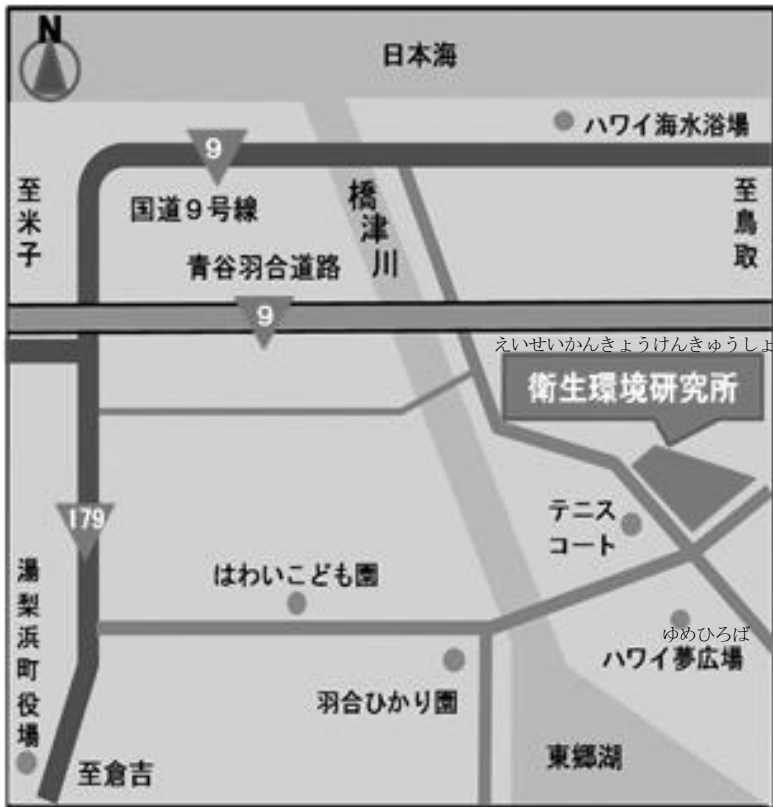 N
日本海
ハワイ海水浴場
9
至米子
国道9号線
橋津川
至鳥取
青谷羽合道路
9
えいせいかんきょうけんきゅうしょ
衛生環境研究所
179
テニス
コート
はわいこども園
湯梨浜町役場
ゆめひろば
ハワイ夢広場
羽合ひかり園
東郷湖
至倉吉